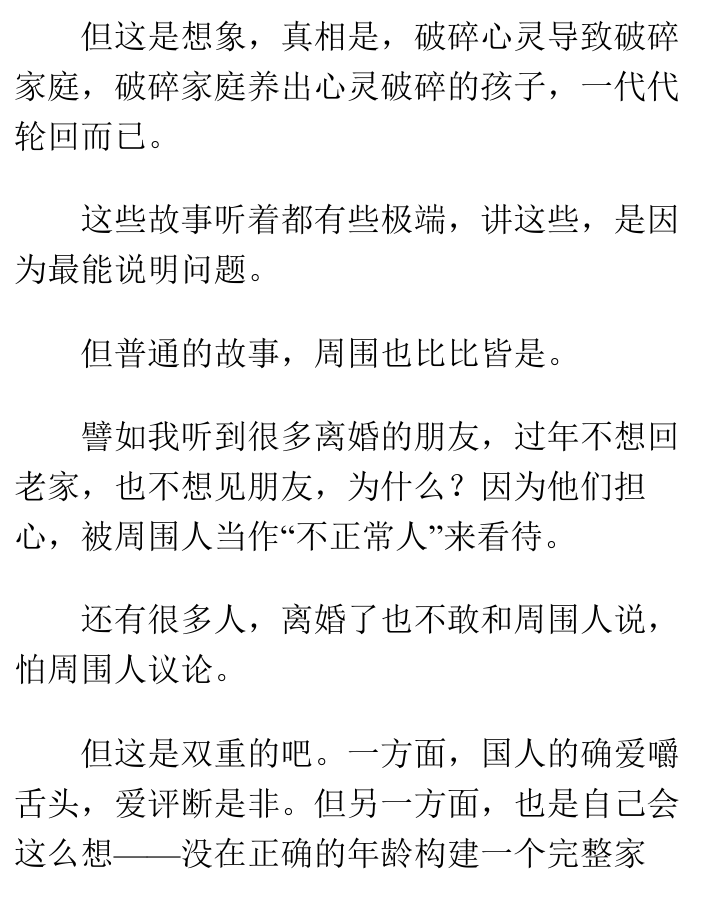 但这是想象，真相是，破碎心灵导致破碎
家庭，破碎家庭养出心灵破碎的孩子，一代代
轮回而已。
这些故事听着都有些极端，讲这些，是因
为最能说明问题。
但普通的故事，周围也比比皆是。
譬如我听到很多离婚的朋友，过年不想回
老家，也不想见朋友，为什么？因为他们担
心，被周围人当作“不正常人”来看待。
还有很多人，离婚了也不敢和周围人说，
怕周围人议论。
但这是双重的吧。一方面，国人的确爱嚼
舌头，爱评断是非。但另一方面，也是自己会
这么想——没在正确的年龄构建一个完整家